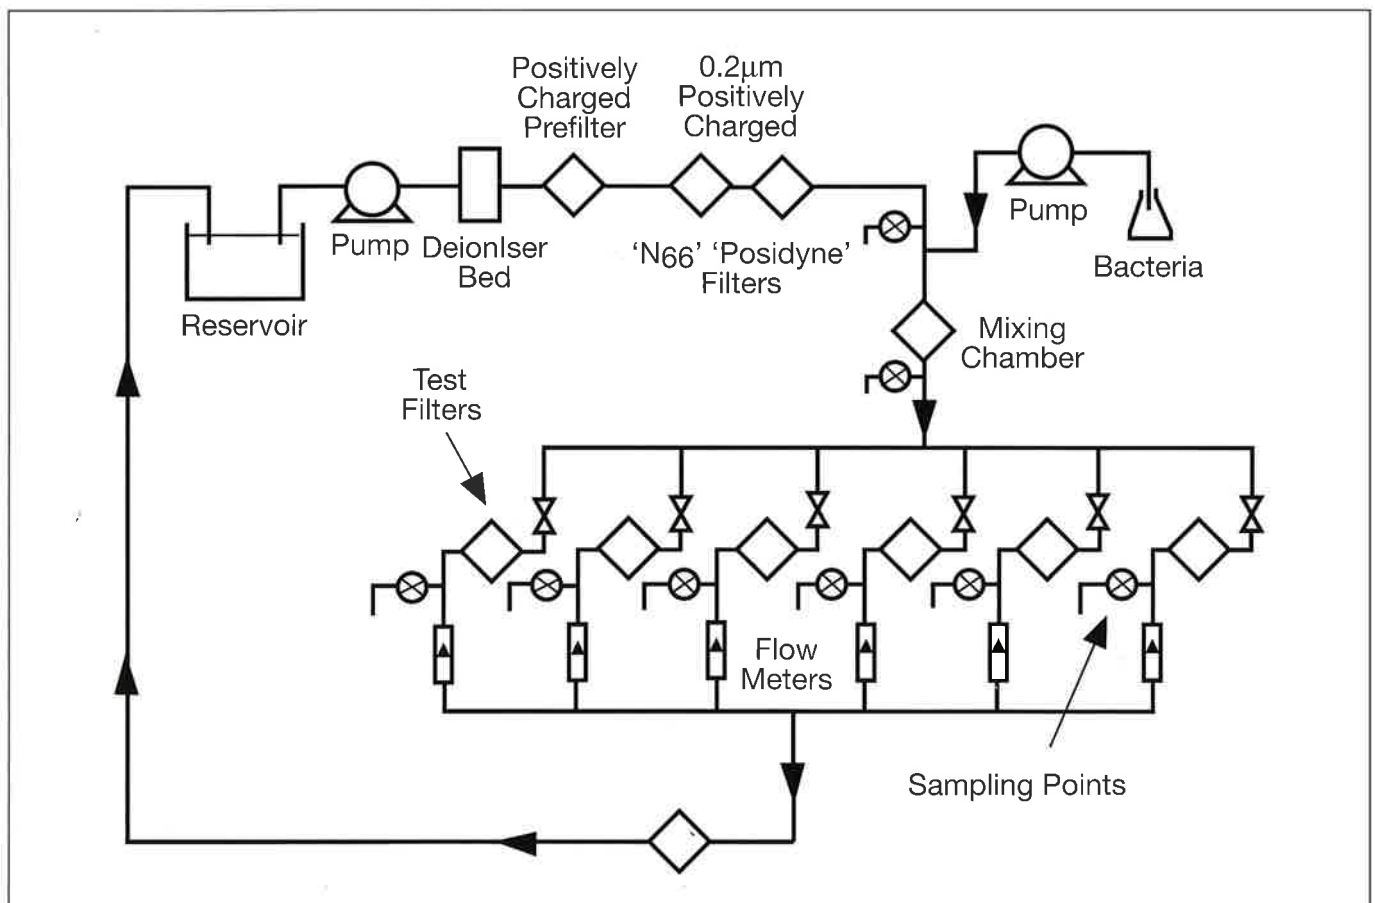 Positively
Charged
Prefilter
0.2µm
Positively
Charged
Pump
DeionIser
Bed
'N66' 'Posidyne'
Filters
Pump
Bacteria
Reservoir
Mixing
Chamber
Test
Filters
Flow
Meters
Sampling Points